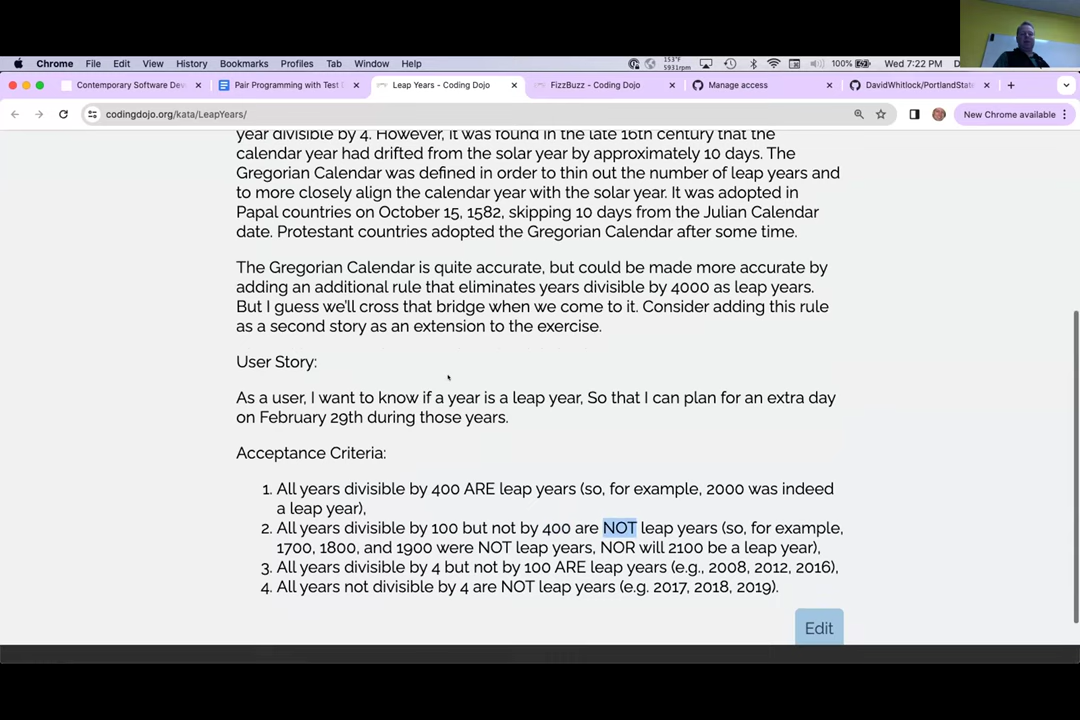 Chrome File Edit View History Bookmarks Profiles Tab Window Help 153°F 5931rpm 100% Wed 7:22 PM
Contemporary Software Dev Pair Programming with Test Leap Years - Coding Dojo FizzBuzz - Coding Dojo Manage access DavidWhitlock/PortlandState
codingdojo.org/kata/LeapYears/ New Chrome available
year divisible by 4. However, it was found in the late 16th century that the
calendar year had drifted from the solar year by approximately 10 days. The
Gregorian Calendar was defined in order to thin out the number of leap years and
to more closely align the calendar year with the solar year. It was adopted in
Papal countries on October 15, 1582, skipping 10 days from the Julian Calendar
date. Protestant countries adopted the Gregorian Calendar after some time.
The Gregorian Calendar is quite accurate, but could be made more accurate by
adding an additional rule that eliminates years divisible by 4000 as leap years.
But I guess we'll cross that bridge when we come to it. Consider adding this rule
as a second story as an extension to the exercise.
User Story:
As a user, I want to know if a year is a leap year, So that I can plan for an extra day
on February 29th during those years.
Acceptance Criteria:
1. All years divisible by 400 ARE leap years (so, for example, 2000 was indeed
a leap year),
2. All years divisible by 100 but not by 400 are NOT leap years (so, for example,
1700, 1800, and 1900 were NOT leap years, NOR will 2100 be a leap year),
3. All years divisible by 4 but not by 100 ARE leap years (e.g., 2008, 2012, 2016),
4. All years not divisible by 4 are NOT leap years (e.g. 2017, 2018, 2019).
Edit